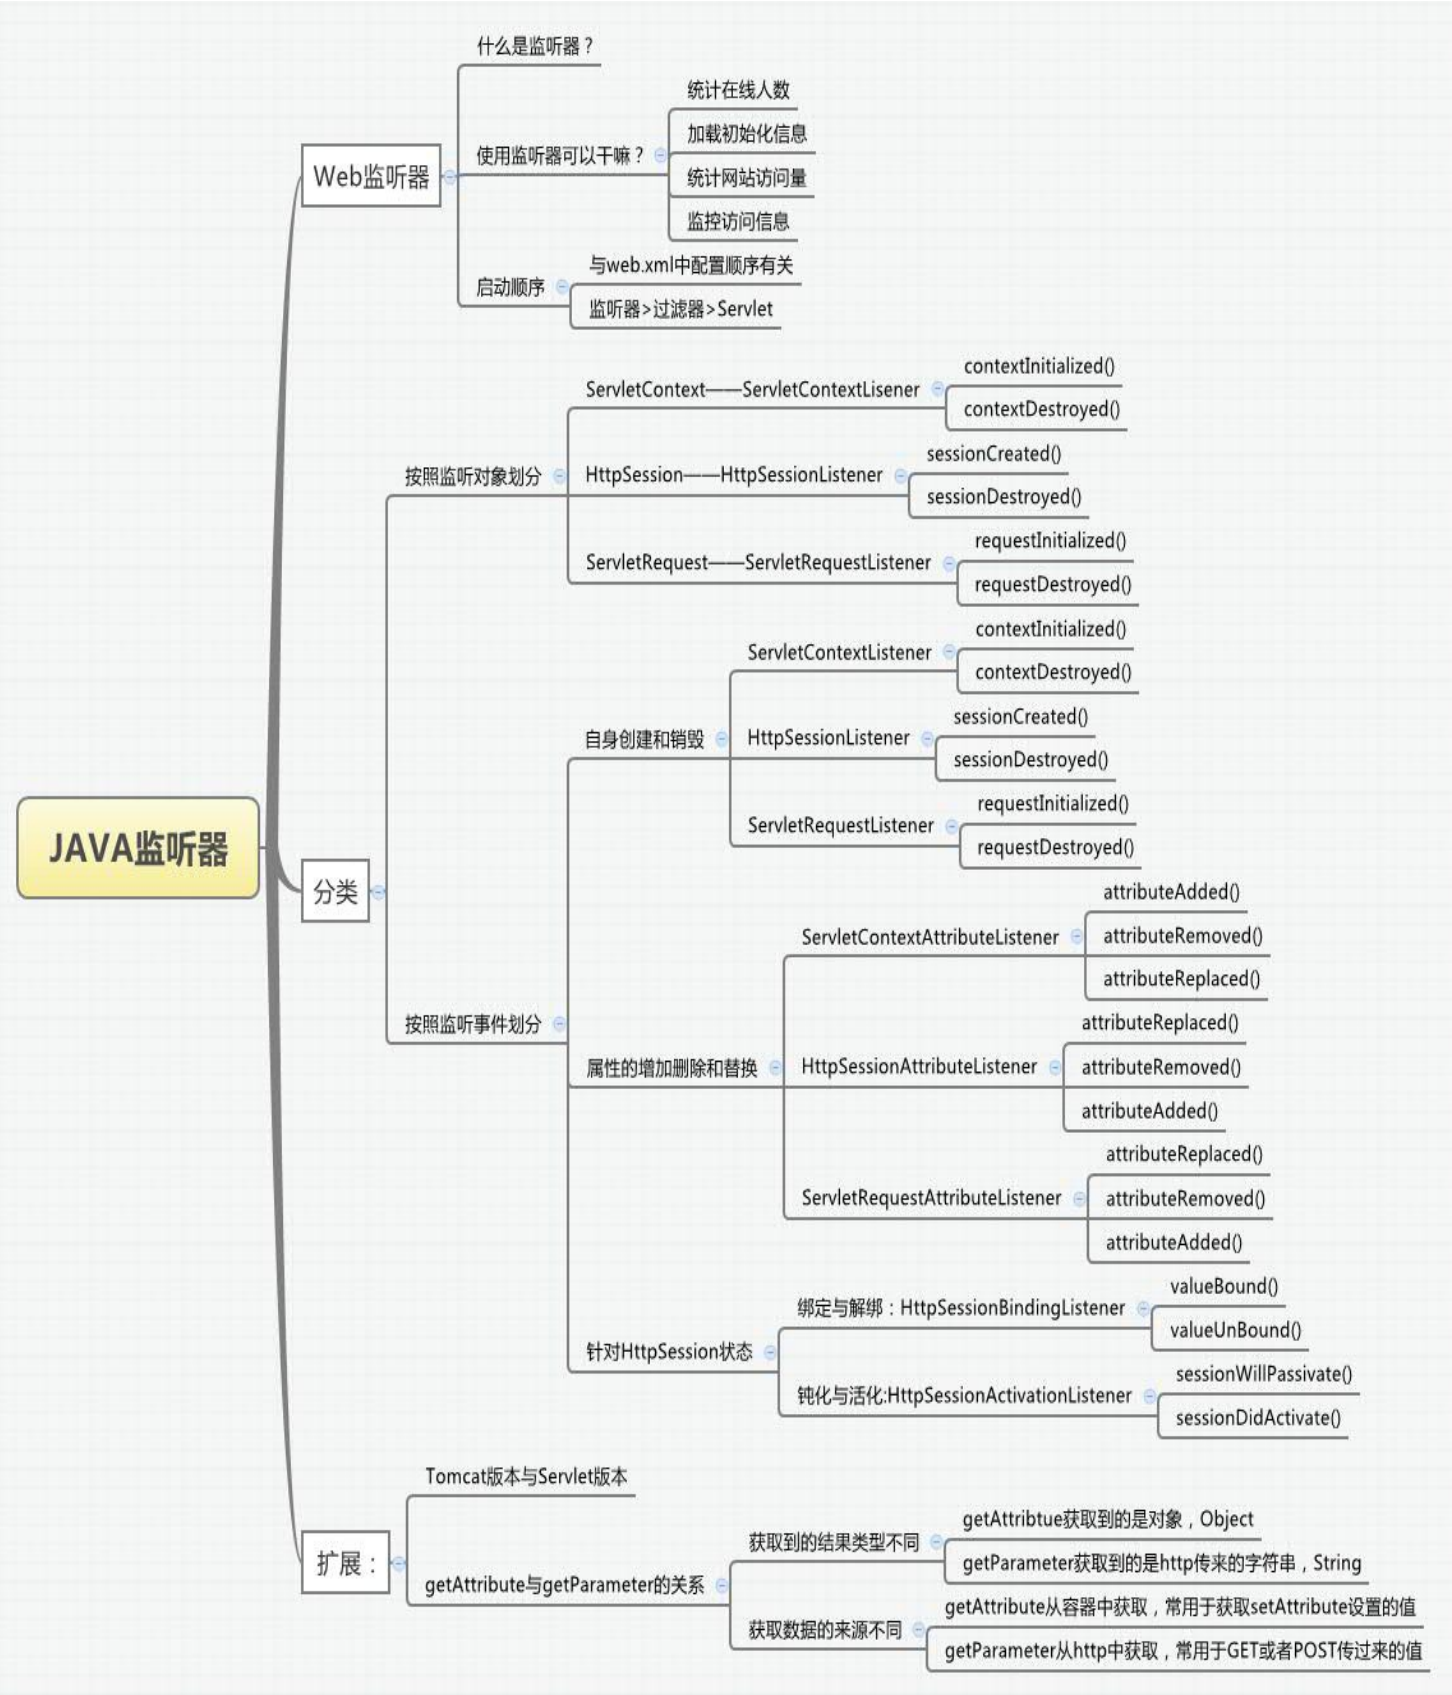 什么是监听器？
统计在线人数
加载初始化信息
使用监听器可以干嘛？
Web监听器
统计网站访问量
监控访问信息
与web.xml中配置顺序有关
启动顺序
监听器>过滤器>Servlet
contextInitialized()
ServletContext——ServletContextLisener
contextDestroyed()
sessionCreated()
按照监听对象划分
HttpSession——HttpSessionListener
sessionDestroyed()
requestInitialized()
ServletRequest——ServletRequestListener
requestDestroyed()
contextInitialized()
ServletContextListener
contextDestroyed()
sessionCreated()
自身创建和销毁
HttpSessionListener
sessionDestroyed()
requestInitialized()
ServletRequestListener
requestDestroyed()
JAVA监听器
分类
attributeAdded()
ServletContextAttributeListener
attributeRemoved()
attributeReplaced()
按照监听事件划分
attributeReplaced()
属性的增加删除和替换
HttpSessionAttributeListener
attributeRemoved()
attributeAdded()
attributeReplaced()
ServletRequestAttributeListener
attributeRemoved()
attributeAdded()
valueBound()
绑定与解绑：HttpSessionBindingListener
valueUnBound()
针对HttpSession状态
sessionWillPassivate()
钝化与活化:HttpSessionActivationListener
sessionDidActivate()
Tomcat版本与Servlet版本
getAttribtue获取到的是对象，Object
获取到的结果类型不同
getParameter获取到的是http传来的字符串，String
扩展：
getAttribute与getParameter的关系
getAttribute从容器中获取，常用于获取setAttribute设置的值
获取数据的来源不同
getParameter从http中获取，常用于GET或者POST传过来的值